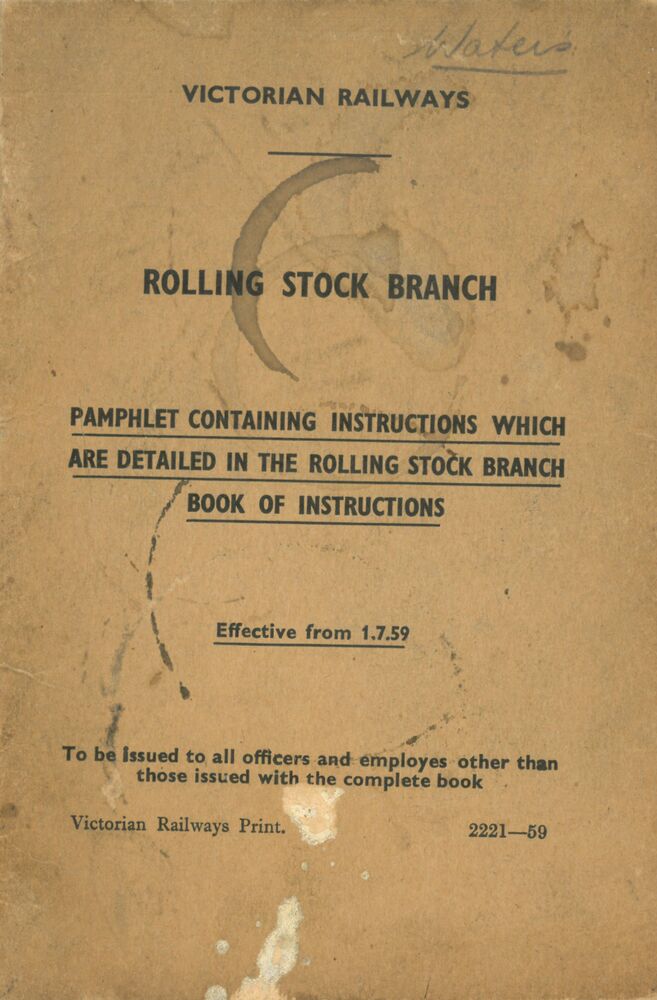 Waters
VICTORIAN RAILWAYS
ROLLING STOCK BRANCH
PAMPHLET CONTAINING INSTRUCTIONS WHICH
ARE DETAILED IN THE ROLLING STOCK BRANCH
BOOK OF INSTRUCTIONS
Effective from 1.7.59
To be issued to all officers and employes other than
those issued with the complete book
Victorian Railways Print.
2221—59